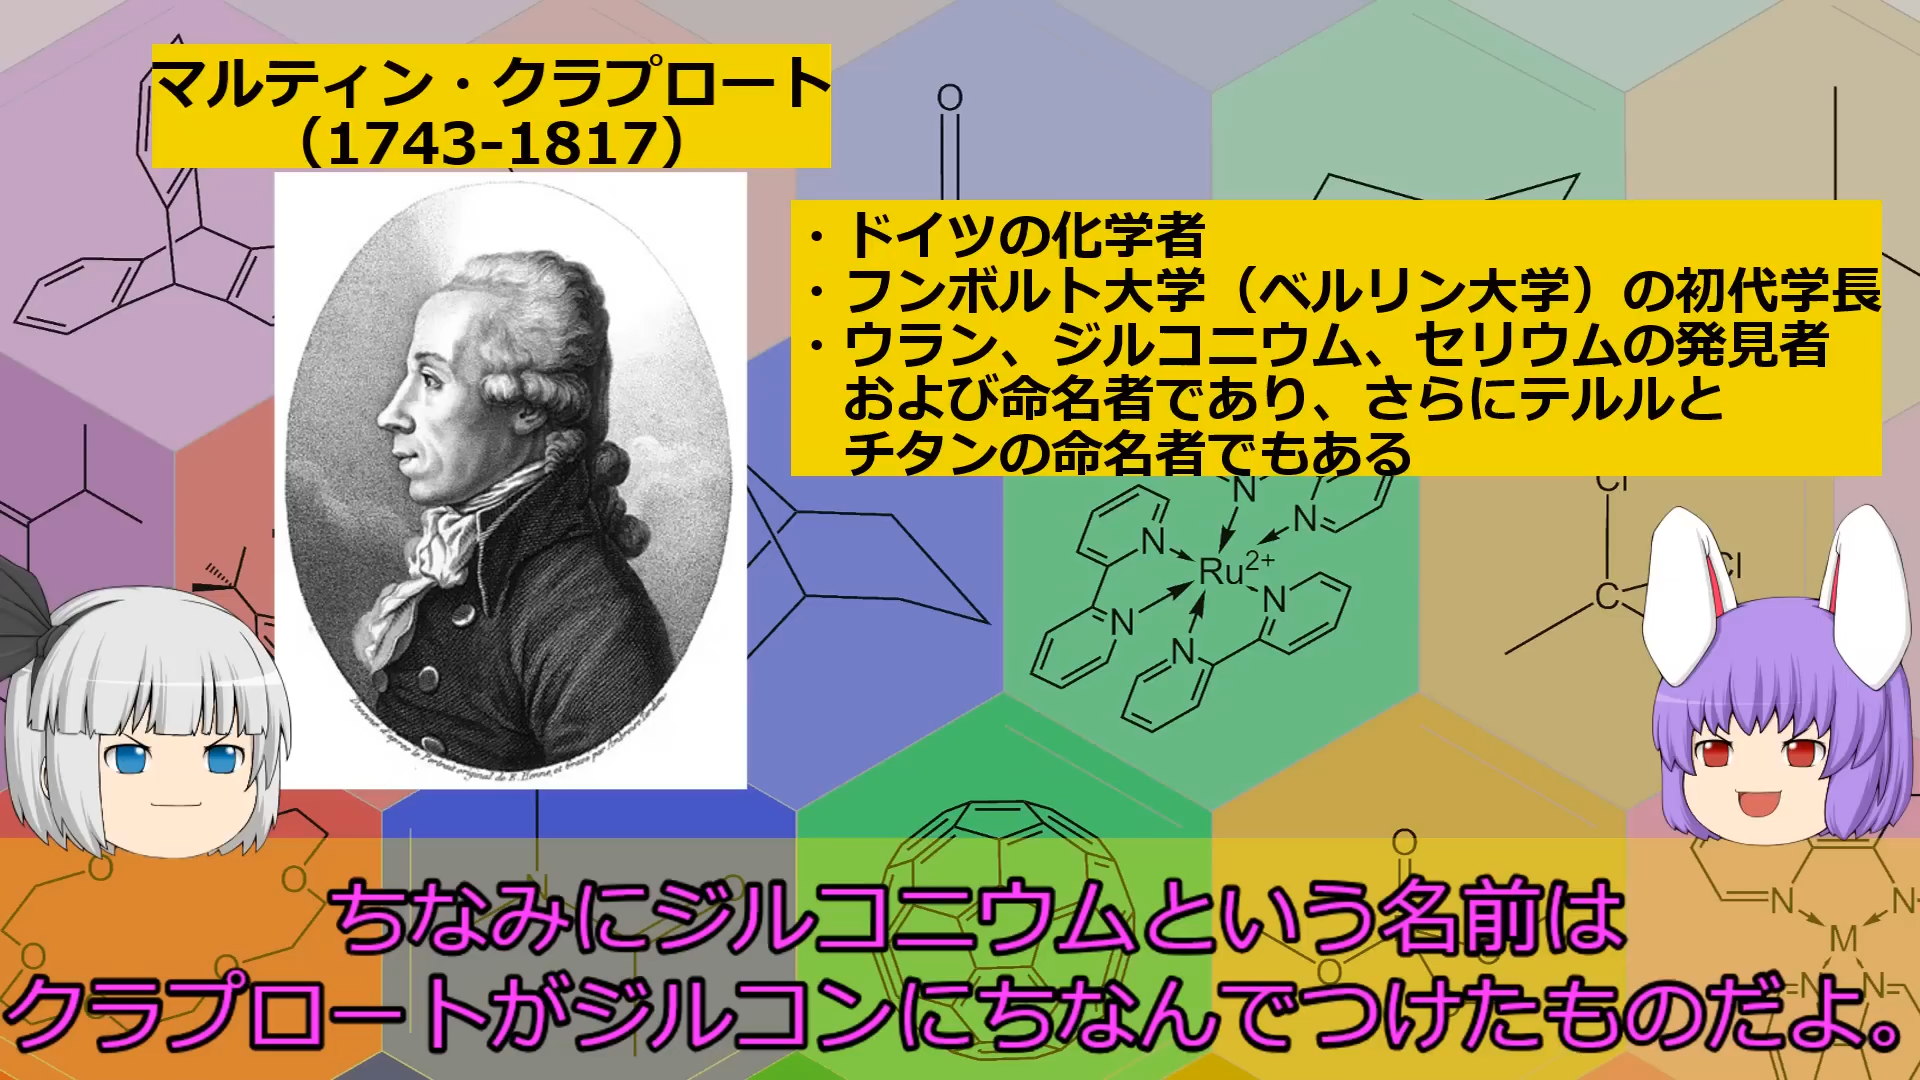 マルティン・クラプロート
（1743-1817）
・ドイツの化学者
・フンボルト大学（ベルリン大学）の初代学長
・ウラン、ジルコニウム、セリウムの発見者
および命名者であり、さらにテルルと
チタンの命名者でもある
O
N
N
N
Ru2+
N
N
N
Cl
Cl
C
O
O
O
O
N
O
O
O
N
N
M
N
N
ちなみにジルコニウムという名前は
クラプロートがジルコンにちなんでつけたものだよ。